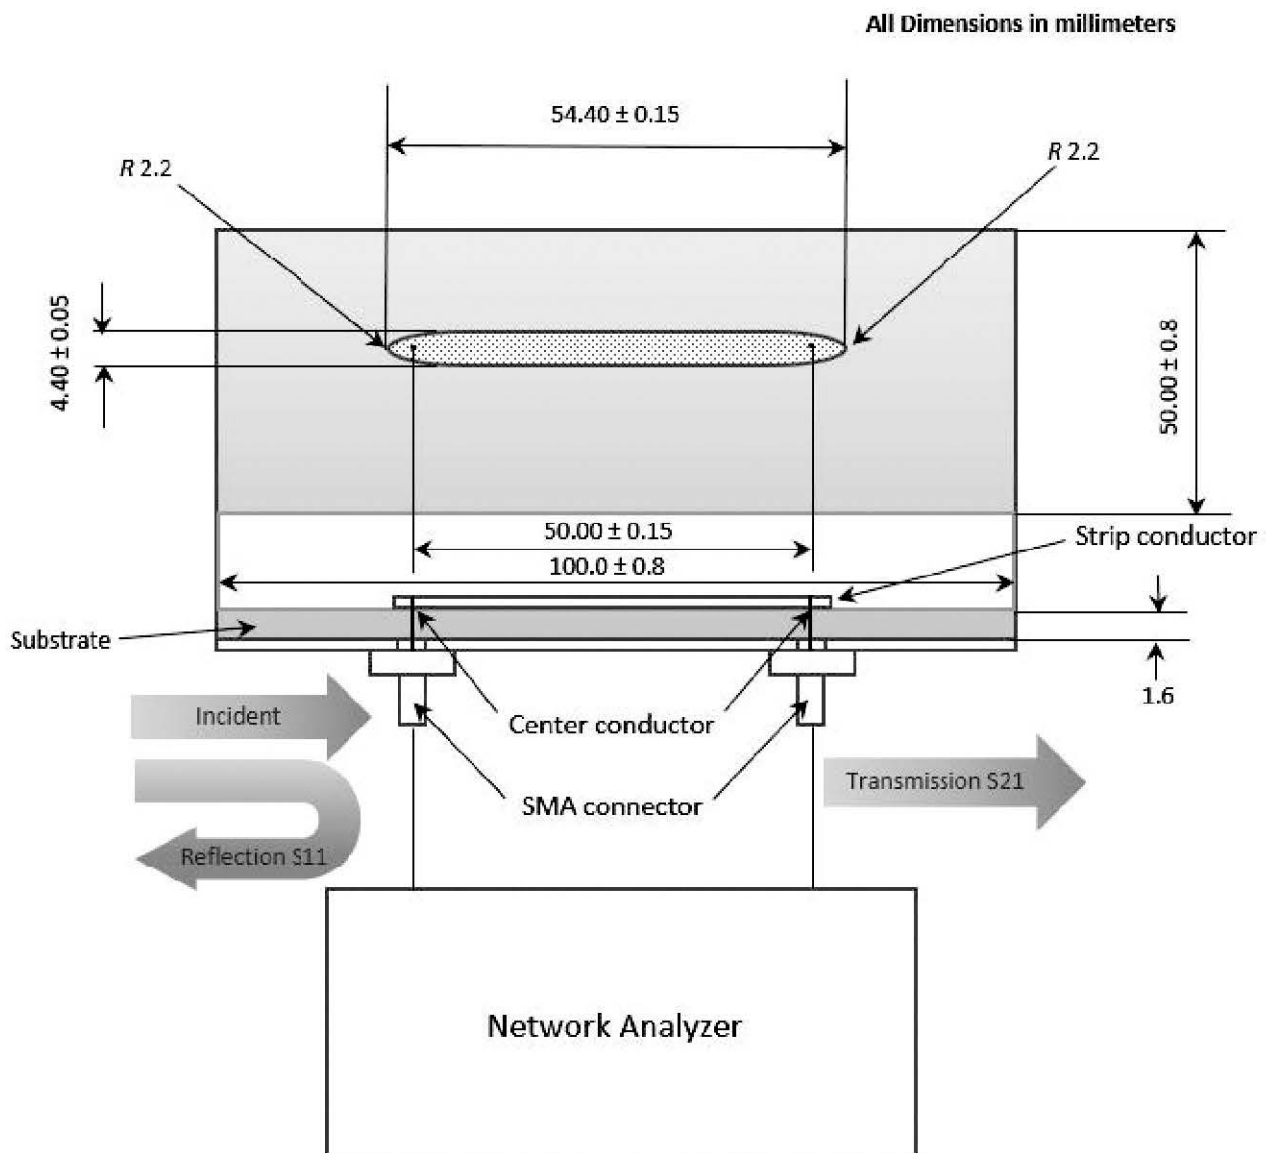 All Dimensions in millimeters
54.40 ± 0.15
R 2.2
R 2.2
4.40 ± 0.05
50.00 ± 0.8
50.00 ± 0.15
Strip conductor
100.0 ± 0.8
Substrate
1.6
Incident
Center conductor
Transmission S21
SMA connector
Reflection S11
Network Analyzer